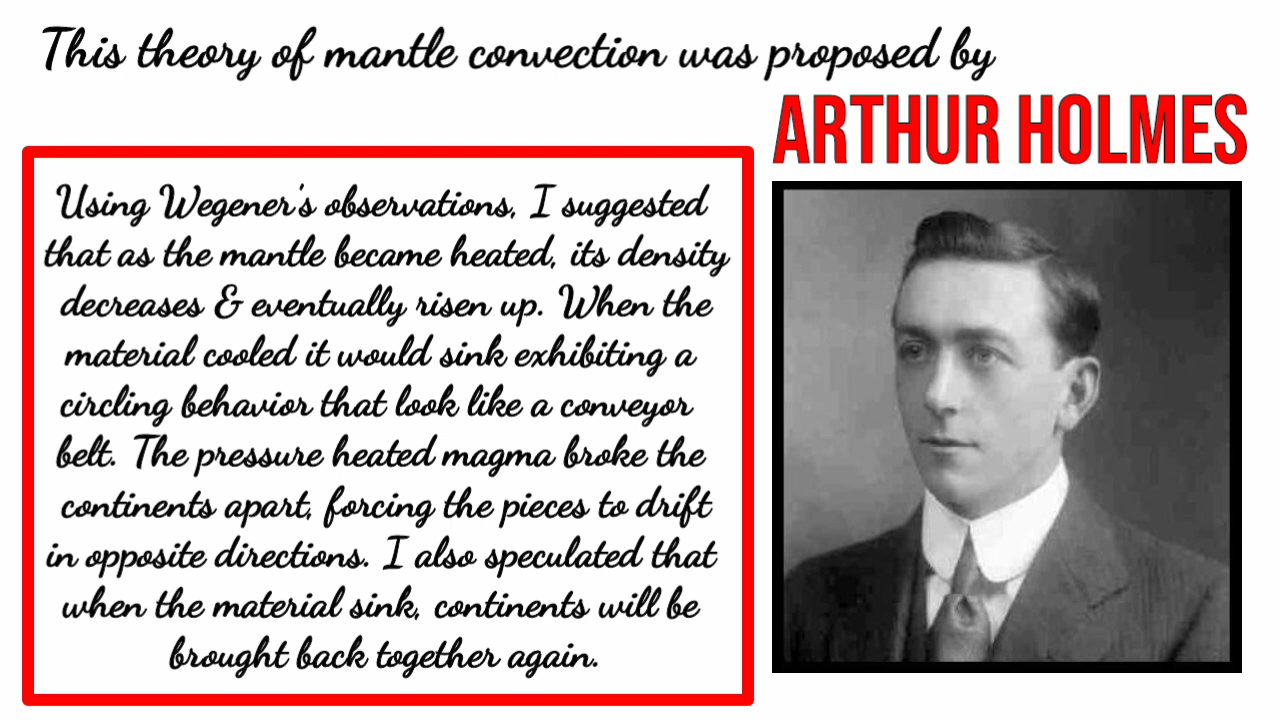 This theory of mantle convection was proposed by
ARTHUR HOLMES
Using Wegener's observations, I suggested
that as the mantle became heated, its density
decreases & eventually risen up. When the
material cooled it would sink exhibiting a
circling behavior that look like a conveyor
belt. The pressure heated magma broke the
continents apart, forcing the pieces to drift
in opposite directions. I also speculated that
when the material sink, continents will be
brought back together again.